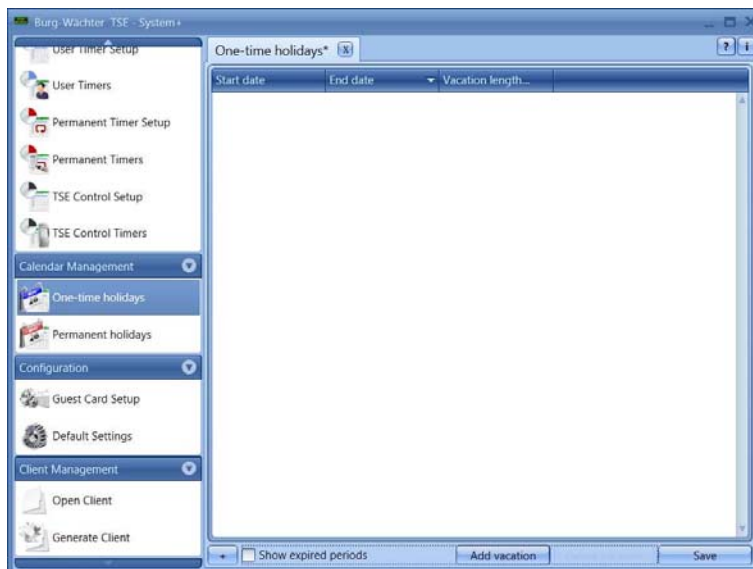 Burg-Wächter TSE - System+
User Timer Setup
User Timers
Permanent Timer Setup
Permanent Timers
TSE Control Setup
TSE Control Timers
Calendar Management
One-time holidays
Permanent holidays
Configuration
Guest Card Setup
Default Settings
Client Management
Open Client
Generate Client
One-time holidays*
? i
Start date End date Vacation length...
+ Show expired periods Add vacation Save